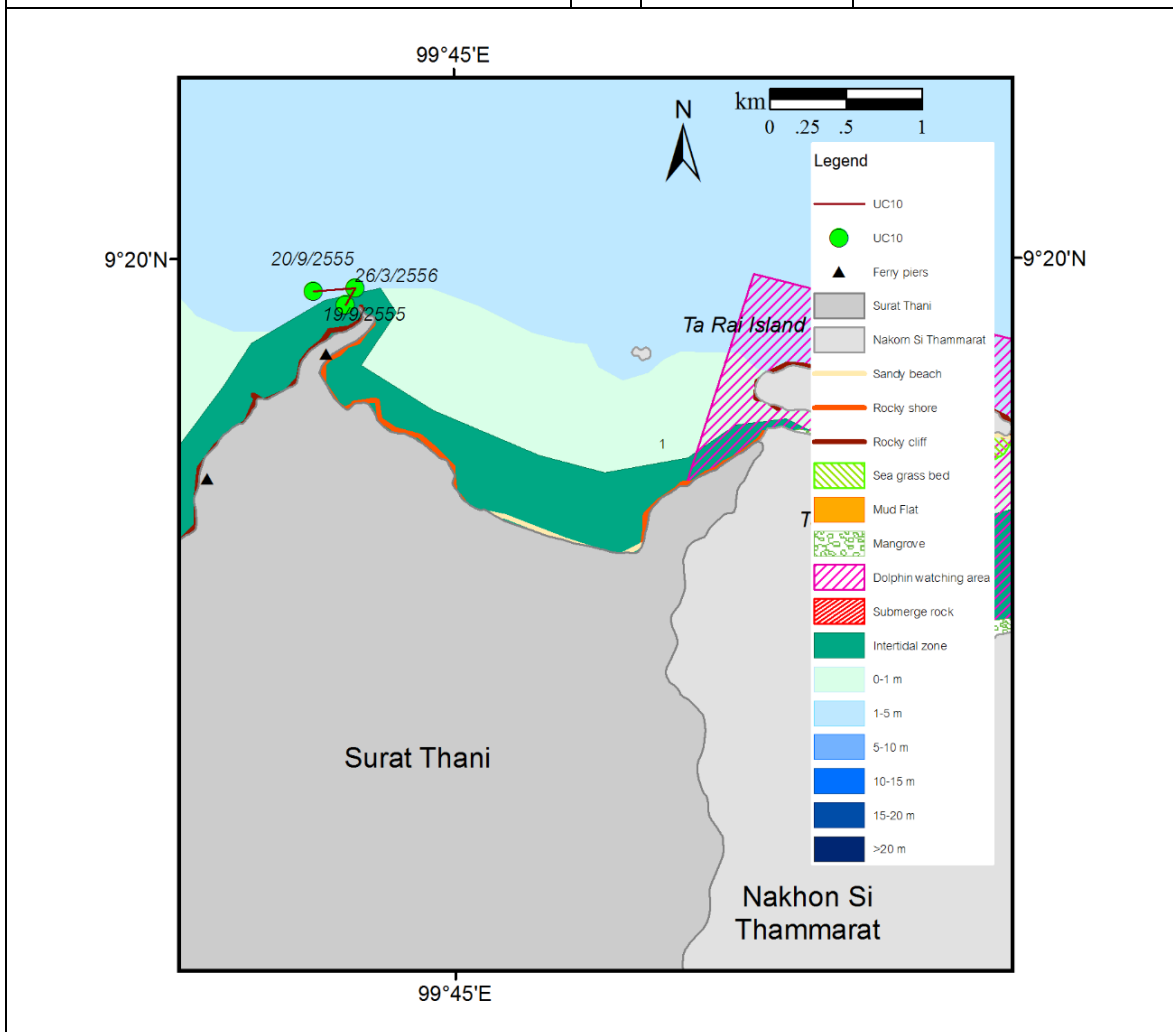 99°45'E
km
0 .25 .5 1
N
Legend
UC10
UC10
Ferry piers
Surat Thani
Nakorn Si Thammarat
Sandy beach
Rocky shore
Rocky cliff
Sea grass bed
Mud Flat
Mangrove
Dolphin watching area
Submerge rock
Intertidal zone
0-1 m
1-5 m
5-10 m
10-15 m
15-20 m
>20 m
9°20'N
9°20'N
20/9/2555
26/3/2556
19/9/2555
Ta Rai Island
1
T
Surat Thani
Nakhon Si
Thammarat
99°45'E